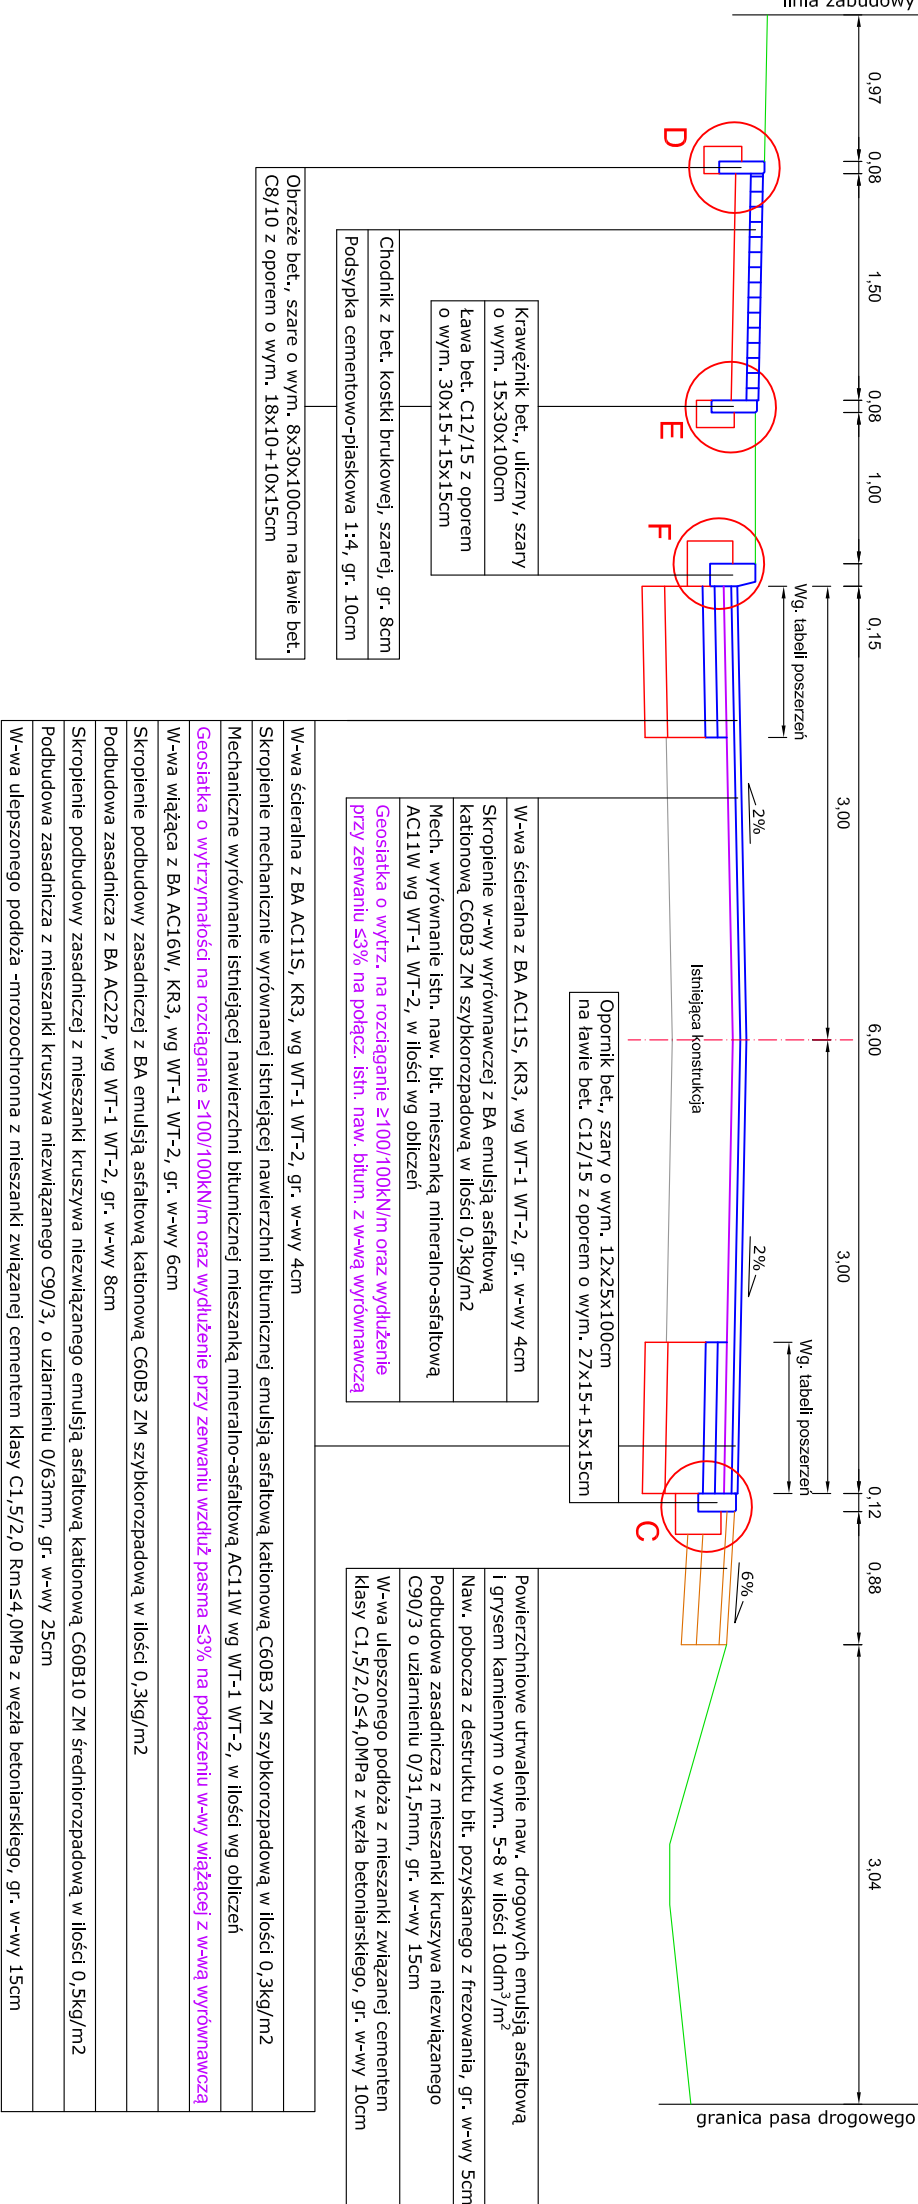 linia zabudowy
0,97
0,08
1,50
0,08
1,00
0,15
3,00
6,00
3,00
0,12
0,88
3,04
Wg. tabeli poszerzeń
Wg. tabeli poszerzeń
2%
2%
6%
granica pasa drogowego
D
E
F
C
Istniejąca konstrukcja
Krawężnik bet., uliczny, szary
o wym. 15x30x100cm
Ława bet. C12/15 z oporem
o wym. 30x15+15x15cm
Chodnik z bet. kostki brukowej, szarej, gr. 8cm
Podsypka cementowo-piaskowa 1:4, gr. 10cm
Obrzeże bet., szare o wym. 8x30x100cm na ławie bet.
C8/10 z oporem o wym. 18x10+10x15cm
Opornik bet., szary o wym. 12x25x100cm
na ławie bet. C12/15 z oporem o wym. 27x15+15x15cm
W-wa ścieralna z BA AC11S, KR3, wg WT-1 WT-2, gr. w-wy 4cm
Skropienie w-wy wyrównawczej z BA emulsją asfaltową
kationową C60B3 ZM szybkorozpadową w ilości 0,3kg/m2
Mech. wyrównanie istn. naw. bit. mieszanką mineralno-asfaltową
AC11W wg WT-1 WT-2, w ilości wg obliczeń
Geosiatka o wytrz. na rozciąganie ≥100/100kN/m oraz wydłużenie
przy zerwaniu ≤3% na połącz. istn. naw. bitum. z w-wą wyrównawczą
Powierzchniowe utrwalenie naw. drogowych emulsją asfaltową
i grysem kamiennym o wym. 5-8 w ilości 10dm³/m²
Naw. pobocza z destruktu bit. pozyskanego z frezowania, gr. w-wy 5cm
Podbudowa zasadnicza z mieszanki kruszywa niezwiązanego
C90/3 o uziarnieniu 0/31,5mm, gr. w-wy 15cm
W-wa ulepszonego podłoża z mieszanki związanej cementem
klasy C1,5/2,0≤4,0MPa z węzła betoniarskiego, gr. w-wy 10cm
W-wa ścieralna z BA AC11S, KR3, wg WT-1 WT-2, gr. w-wy 4cm
Skropienie mechanicznie wyrównanej istniejącej nawierzchni bitumicznej emulsją asfaltową kationową C60B3 ZM szybkorozpadową w ilości 0,3kg/m2
Mechaniczne wyrównanie istniejącej nawierzchni bitumicznej mieszanką mineralno-asfaltową AC11W wg WT-1 WT-2, w ilości wg obliczeń
Geosiatka o wytrzymałości na rozciąganie ≥100/100kN/m oraz wydłużenie przy zerwaniu wzdłuż pasma ≤3% na połączeniu w-wy wiążącej z w-wą wyrównawczą
W-wa wiążąca z BA AC16W, KR3, wg WT-1 WT-2, gr. w-wy 6cm
Skropienie podbudowy zasadniczej z BA emulsją asfaltową kationową C60B3 ZM szybkorozpadową w ilości 0,3kg/m2
Podbudowa zasadnicza z BA AC22P, wg WT-1 WT-2, gr. w-wy 8cm
Skropienie podbudowy zasadniczej z mieszanki kruszywa niezwiązanego emulsją asfaltową kationową C60B10 ZM średniorozpadową w ilości 0,5kg/m2
Podbudowa zasadnicza z mieszanki kruszywa niezwiązanego C90/3, o uziarnieniu 0/63mm, gr. w-wy 25cm
W-wa ulepszonego podłoża -mrozoochronna z mieszanki związanej cementem klasy C1,5/2,0 Rm≤4,0MPa z węzła betoniarskiego, gr. w-wy 15cm